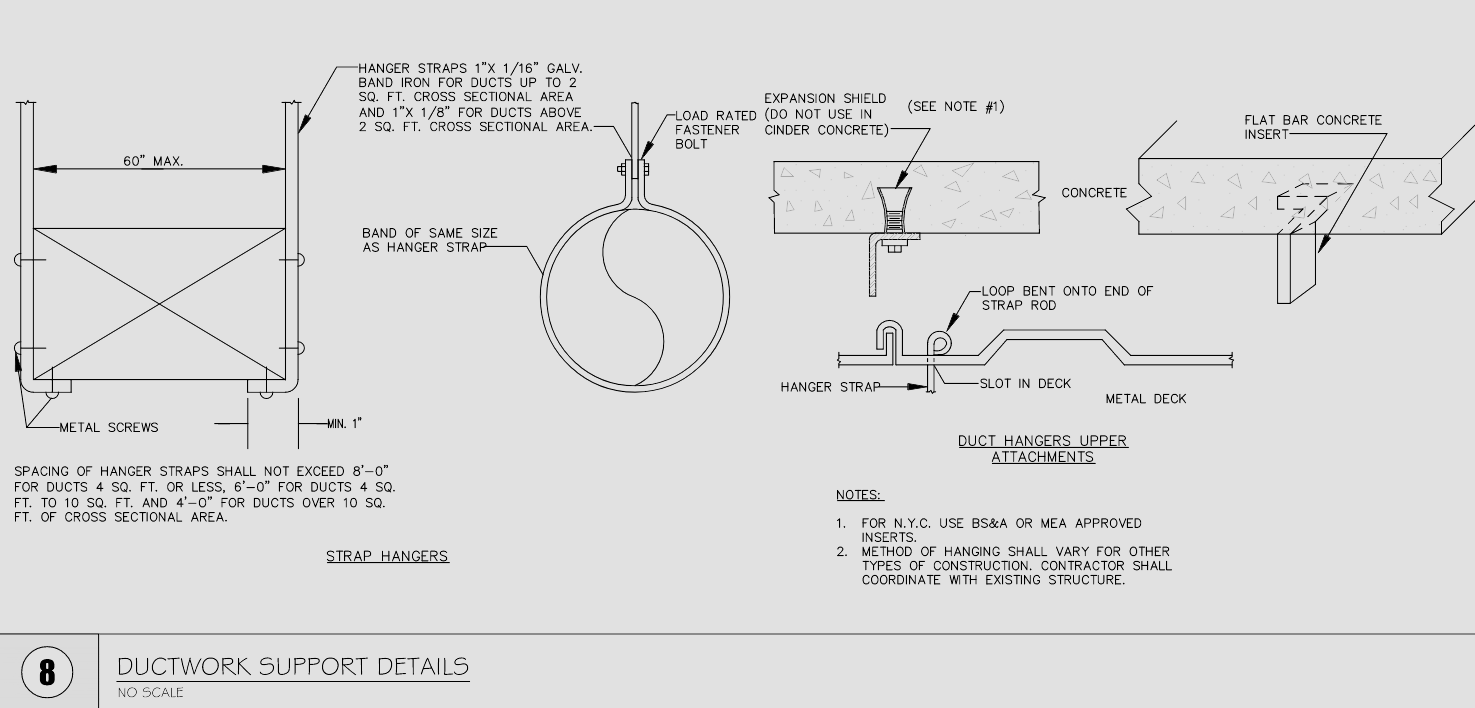 HANGER STRAPS 1"X 1/16" GALV.
BAND IRON FOR DUCTS UP TO 2
SQ. FT. CROSS SECTIONAL AREA
AND 1"X 1/8" FOR DUCTS ABOVE
2 SQ. FT. CROSS SECTIONAL AREA.
60" MAX.
LOAD RATED
FASTENER
BOLT
BAND OF SAME SIZE
AS HANGER STRAP
METAL SCREWS
MIN. 1"
SPACING OF HANGER STRAPS SHALL NOT EXCEED 8'-0"
FOR DUCTS 4 SQ. FT. OR LESS, 6'-0" FOR DUCTS 4 SQ.
FT. TO 10 SQ. FT. AND 4'-0" FOR DUCTS OVER 10 SQ.
FT. OF CROSS SECTIONAL AREA.
STRAP HANGERS
EXPANSION SHIELD
(DO NOT USE IN
CINDER CONCRETE)
(SEE NOTE #1)
CONCRETE
FLAT BAR CONCRETE
INSERT
LOOP BENT ONTO END OF
STRAP ROD
HANGER STRAP
SLOT IN DECK
METAL DECK
DUCT HANGERS UPPER
ATTACHMENTS
NOTES:
1. FOR N.Y.C. USE BS&A OR MEA APPROVED
INSERTS.
2. METHOD OF HANGING SHALL VARY FOR OTHER
TYPES OF CONSTRUCTION. CONTRACTOR SHALL
COORDINATE WITH EXISTING STRUCTURE.
8
DUCTWORK SUPPORT DETAILS
NO SCALE